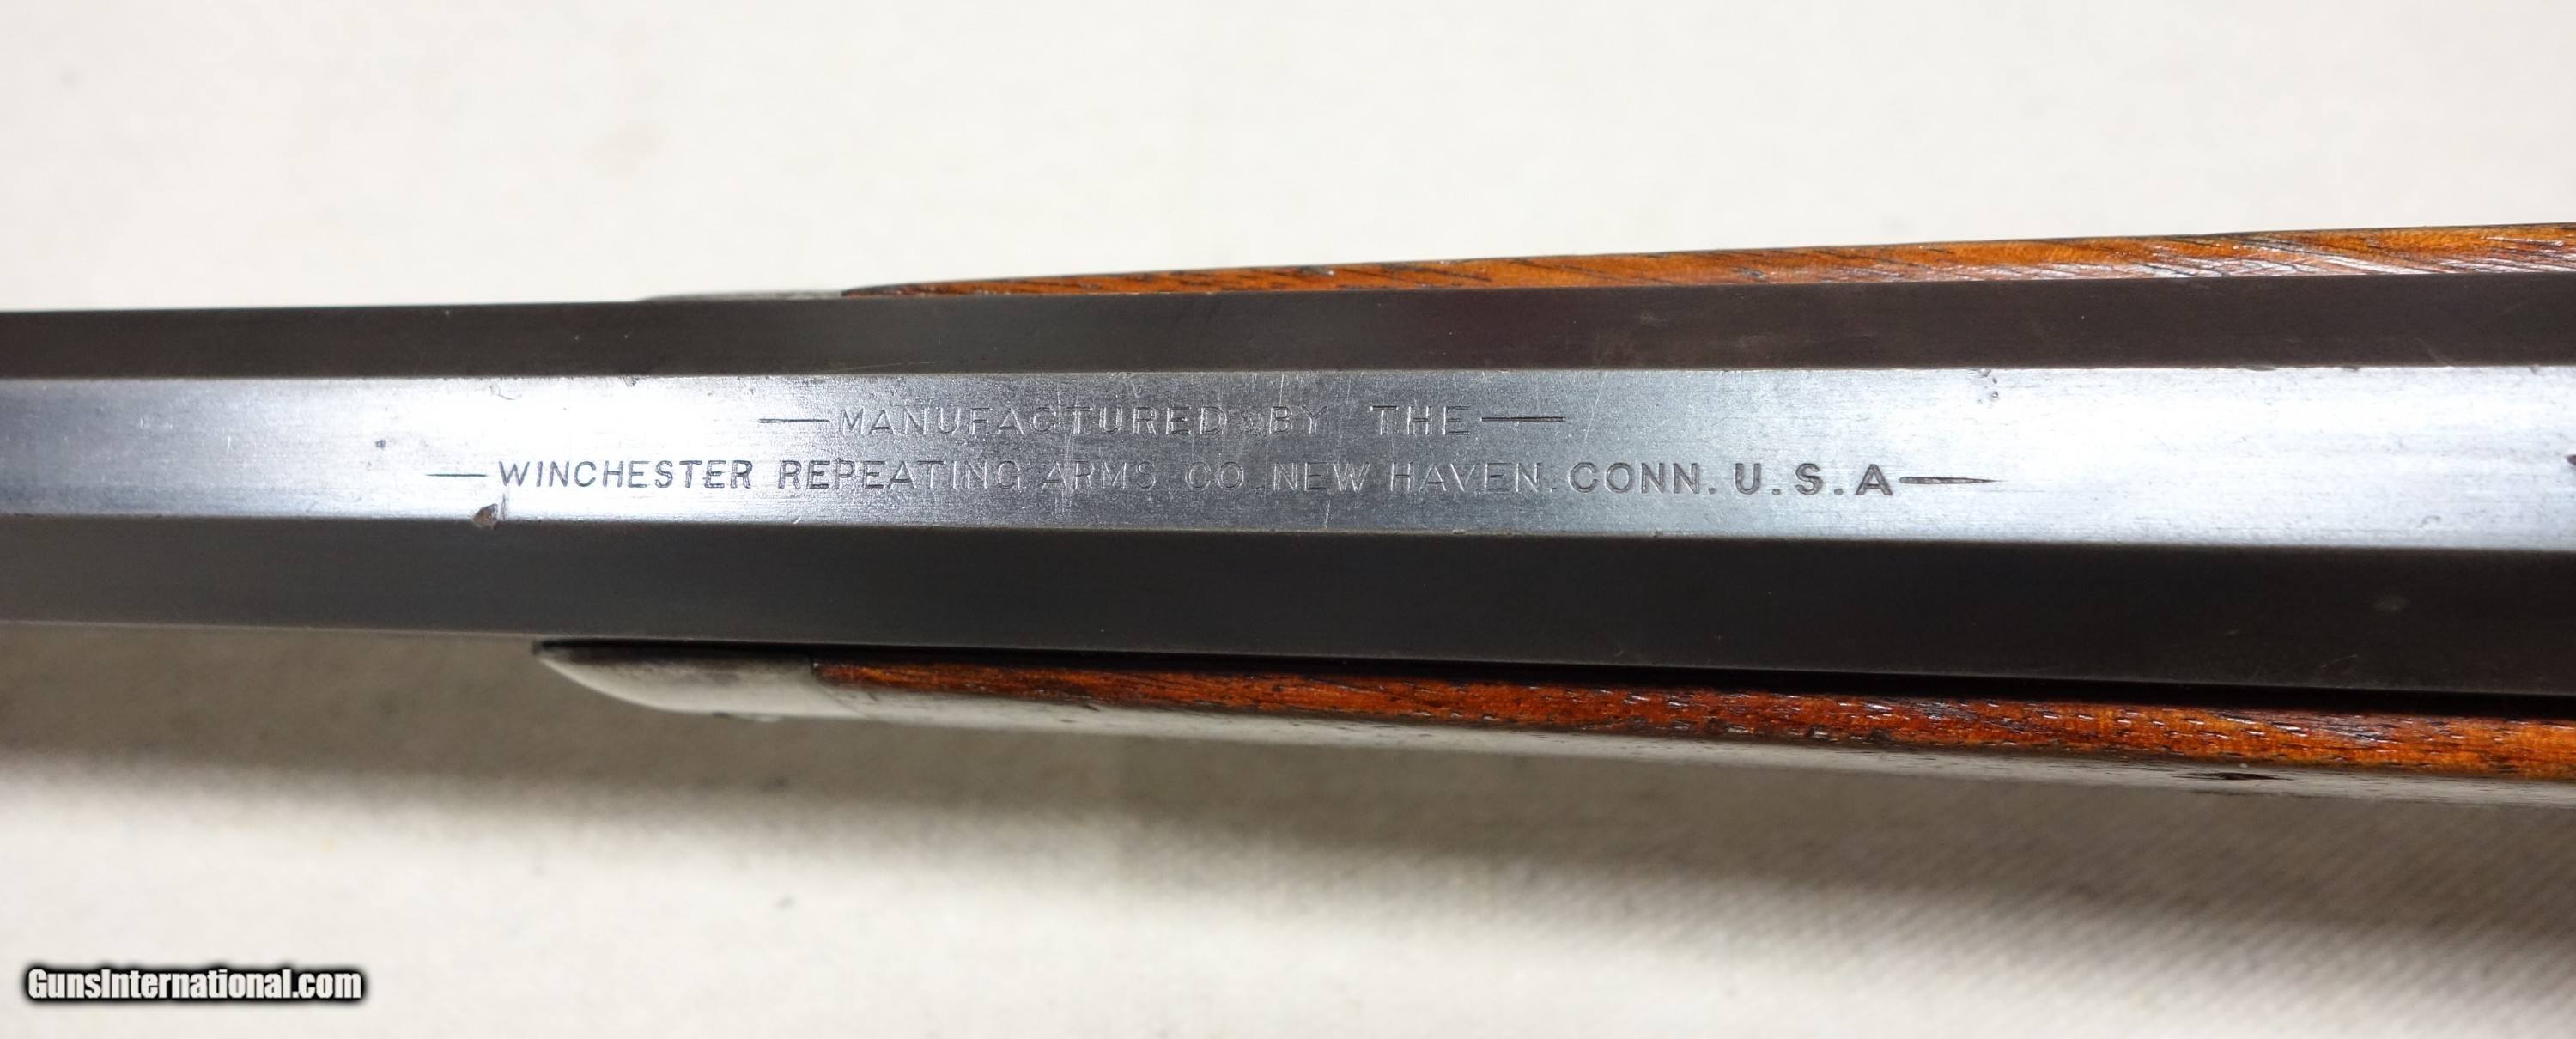 —MANUFACTURED BY THE—
—WINCHESTER REPEATING ARMS CO. NEW HAVEN. CONN. U.S.A—
GunsInternational.com